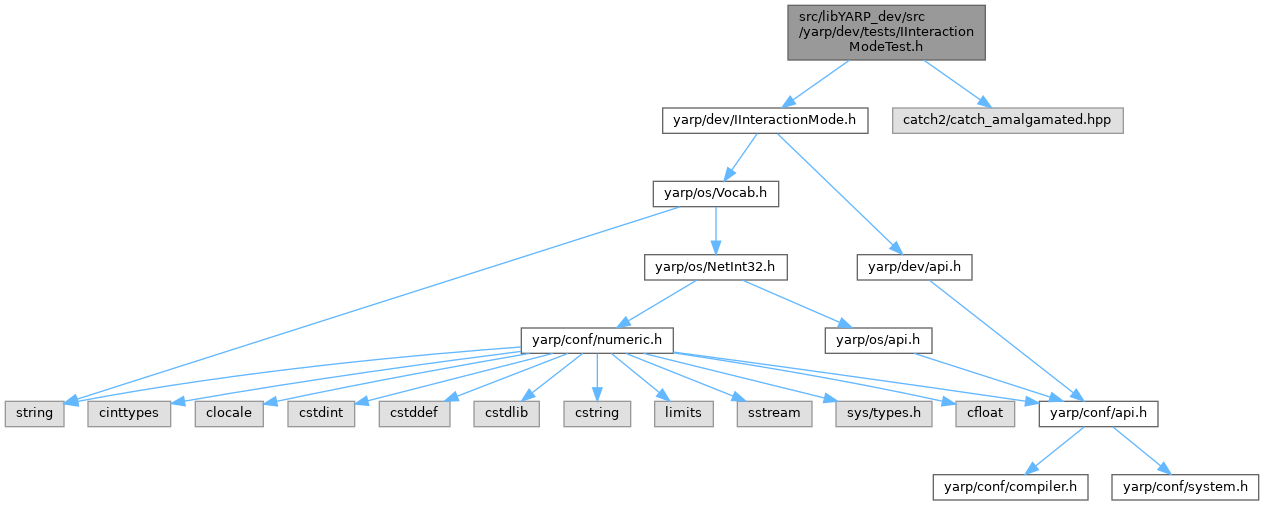 src/libYARP_dev/src
/yarp/dev/tests/IInteraction
ModeTest.h
yarp/dev/IInteractionMode.h
catch2/catch_amalgamated.hpp
yarp/os/Vocab.h
yarp/os/NetInt32.h
yarp/dev/api.h
yarp/conf/numeric.h
yarp/os/api.h
string
cinttypes
clocale
cstdint
cstddef
cstdlib
cstring
limits
sstream
sys/types.h
cfloat
yarp/conf/api.h
yarp/conf/compiler.h
yarp/conf/system.h